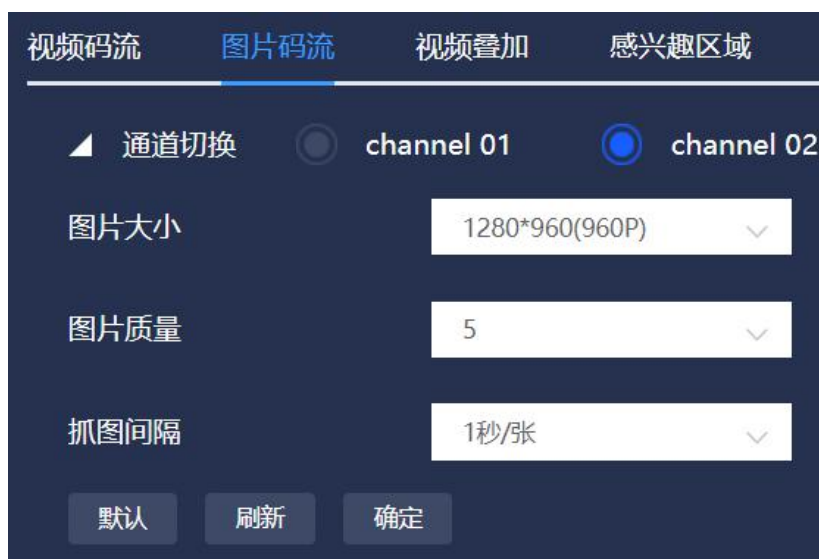 视频码流 图片码流 视频叠加 感兴趣区域
通道切换 channel 01 channel 02
图片大小 1280*960(960P)
图片质量 5
抓图间隔 1秒/张
默认 刷新 确定